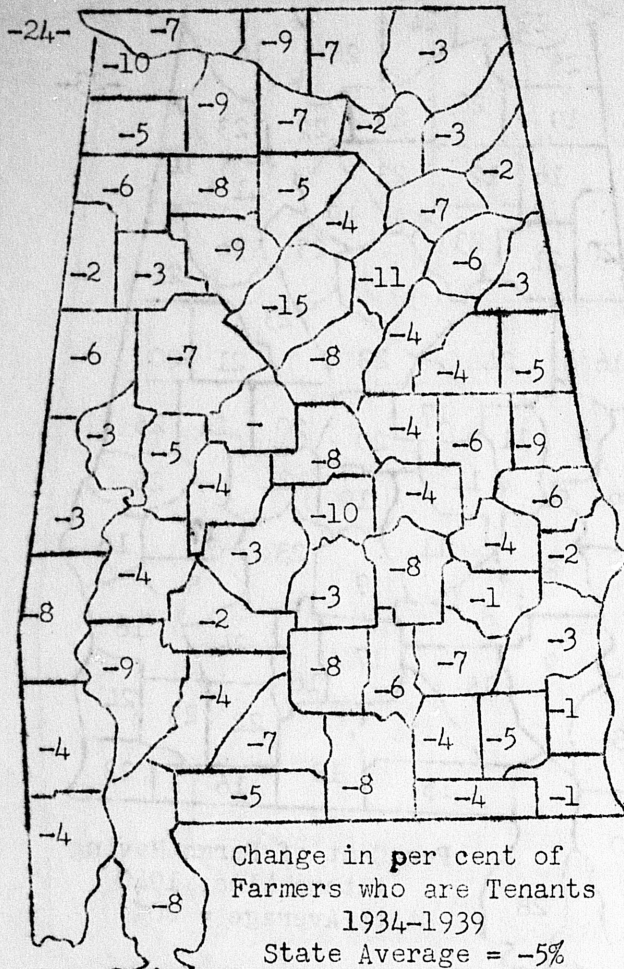 -24-
-7 -9 -7 -3
-10
-9 -7 -2 -3
-5
-2
-6 -8 -5 -4 -7
-9 -6
-2 -3 -11 -3
-15
-4
-6 -7 -8 -4 -5
-3 - -4 -6 -9
-5 -8
-4 -4 -6
-3 -10
-3 -4 -2
-4 -8
-3 -1
-8 -2 -3
-9 -8 -7
-4 -6 -1
-4 -7 -4 -5
-5 -8 -4 -1
-4
Change in per cent of
Farmers who are Tenants
1934-1939
-8
State Average = -5%